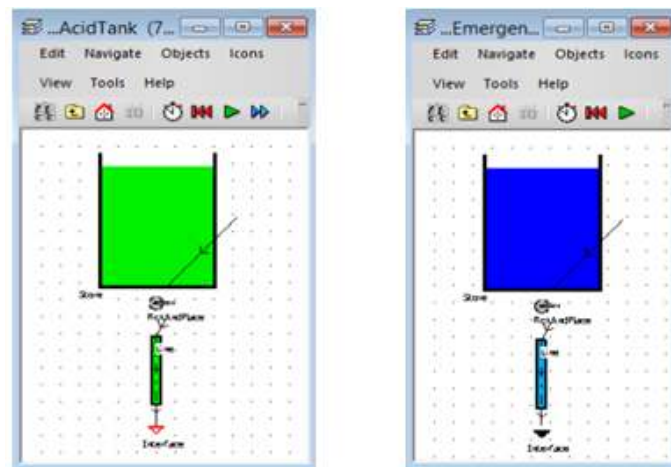 ...AcidTank (7...
Edit Navigate Objects Icons
View Tools Help
Store
Interface
...Emergen...
Edit Navigate Objects Icons
View Tools Help
Store
Interface